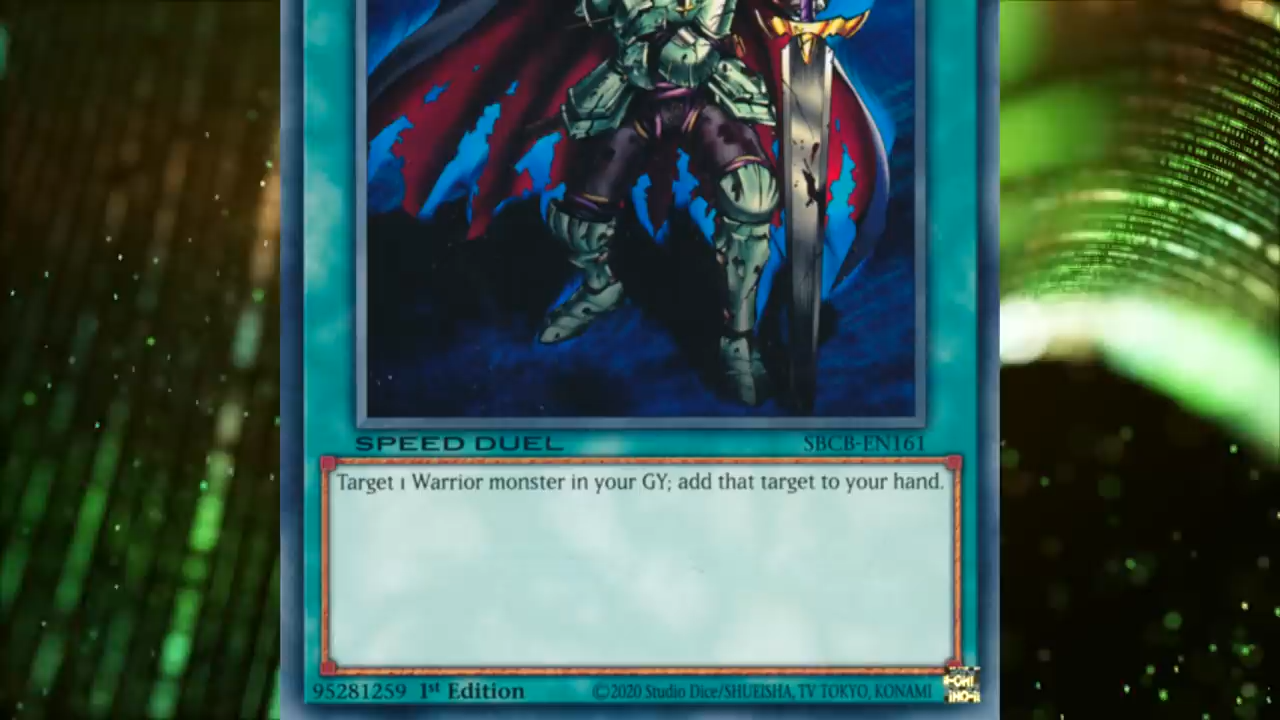 SPEED DUEL
SBCB-EN161
Target 1 Warrior monster in your GY; add that target to your hand.
95281259 1st Edition
©2020 Studio Dice/SHUEISHA, TV TOKYO, KONAMI